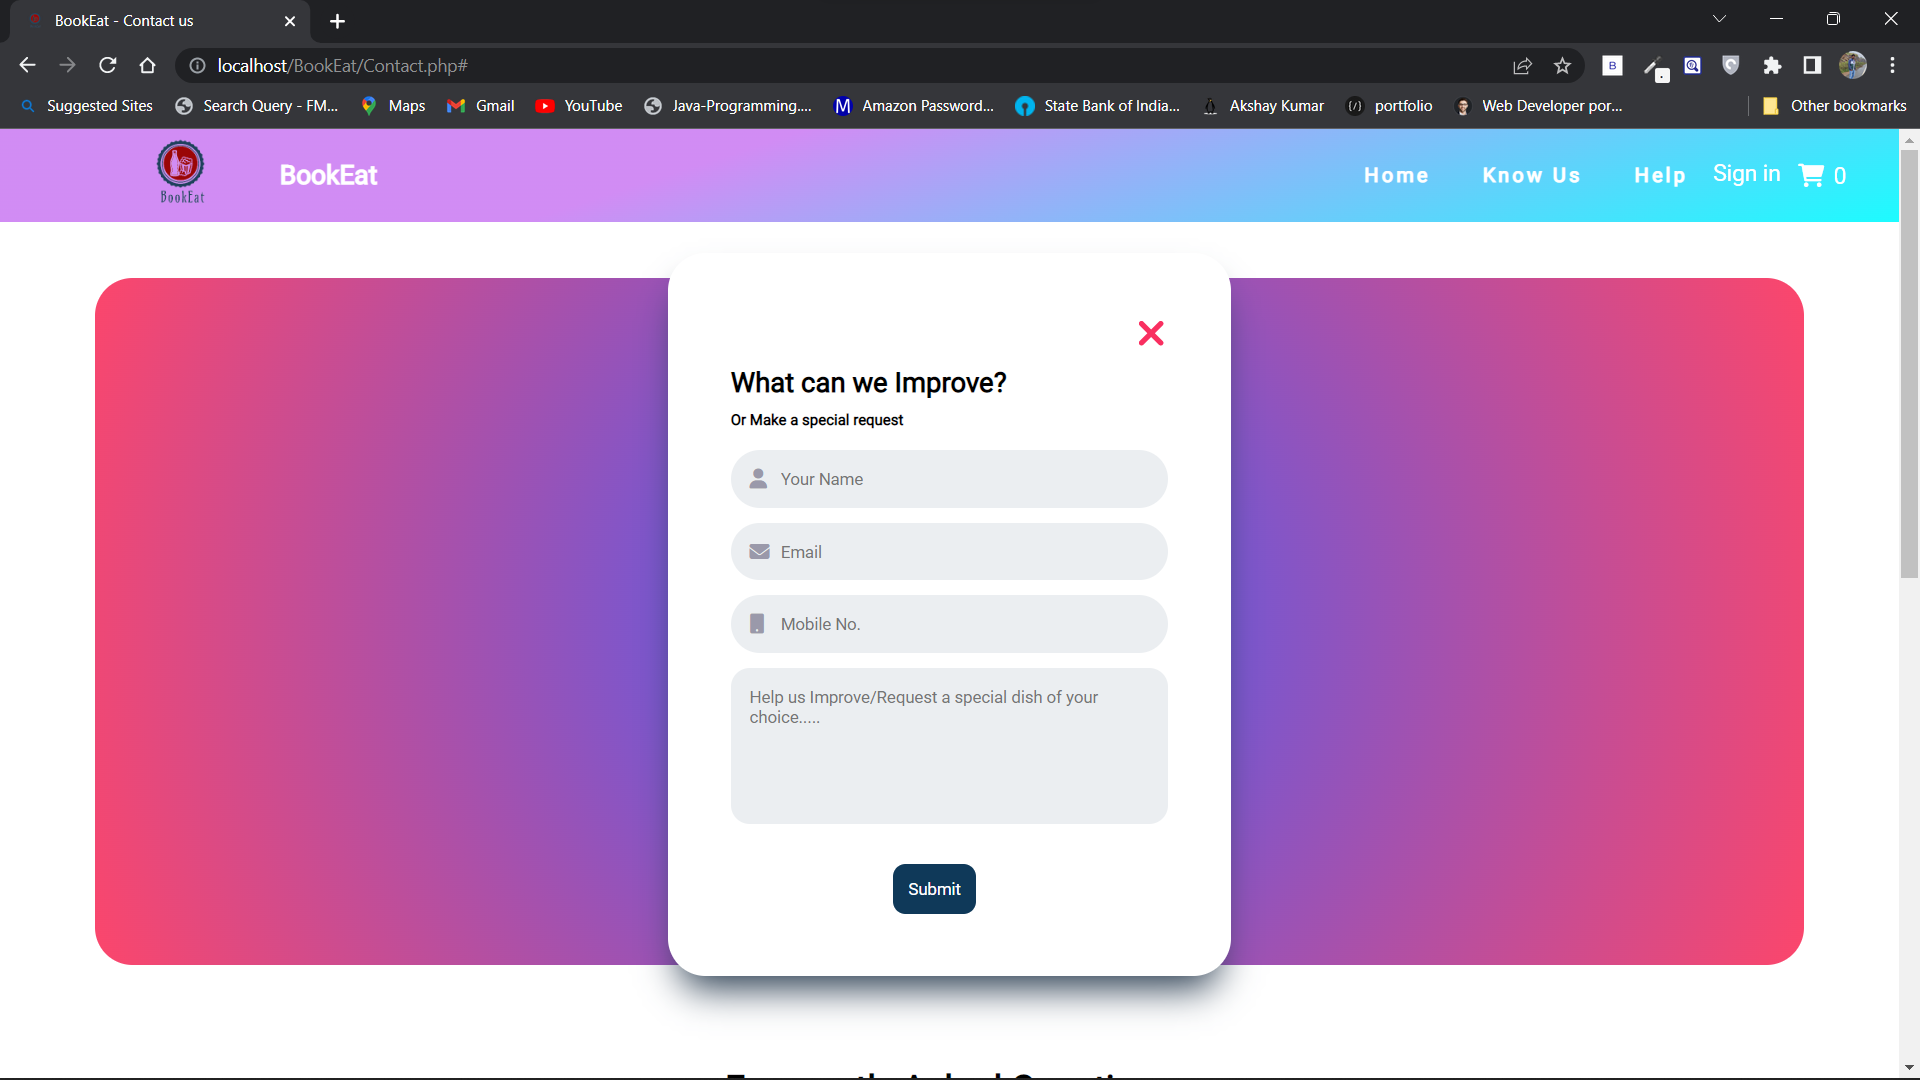 BookEat - Contact us
localhost/BookEat/Contact.php#
Suggested Sites
Search Query - FM...
Maps
Gmail
YouTube
Java-Programming....
M
Amazon Password...
State Bank of India...
Akshay Kumar
portfolio
Web Developer por...
Other bookmarks
BookEat
BookEat
Home
Know Us
Help
Sign in
0
What can we Improve?
Or Make a special request
Your Name
Email
Mobile No.
Help us Improve/Request a special dish of your
choice.....
Submit